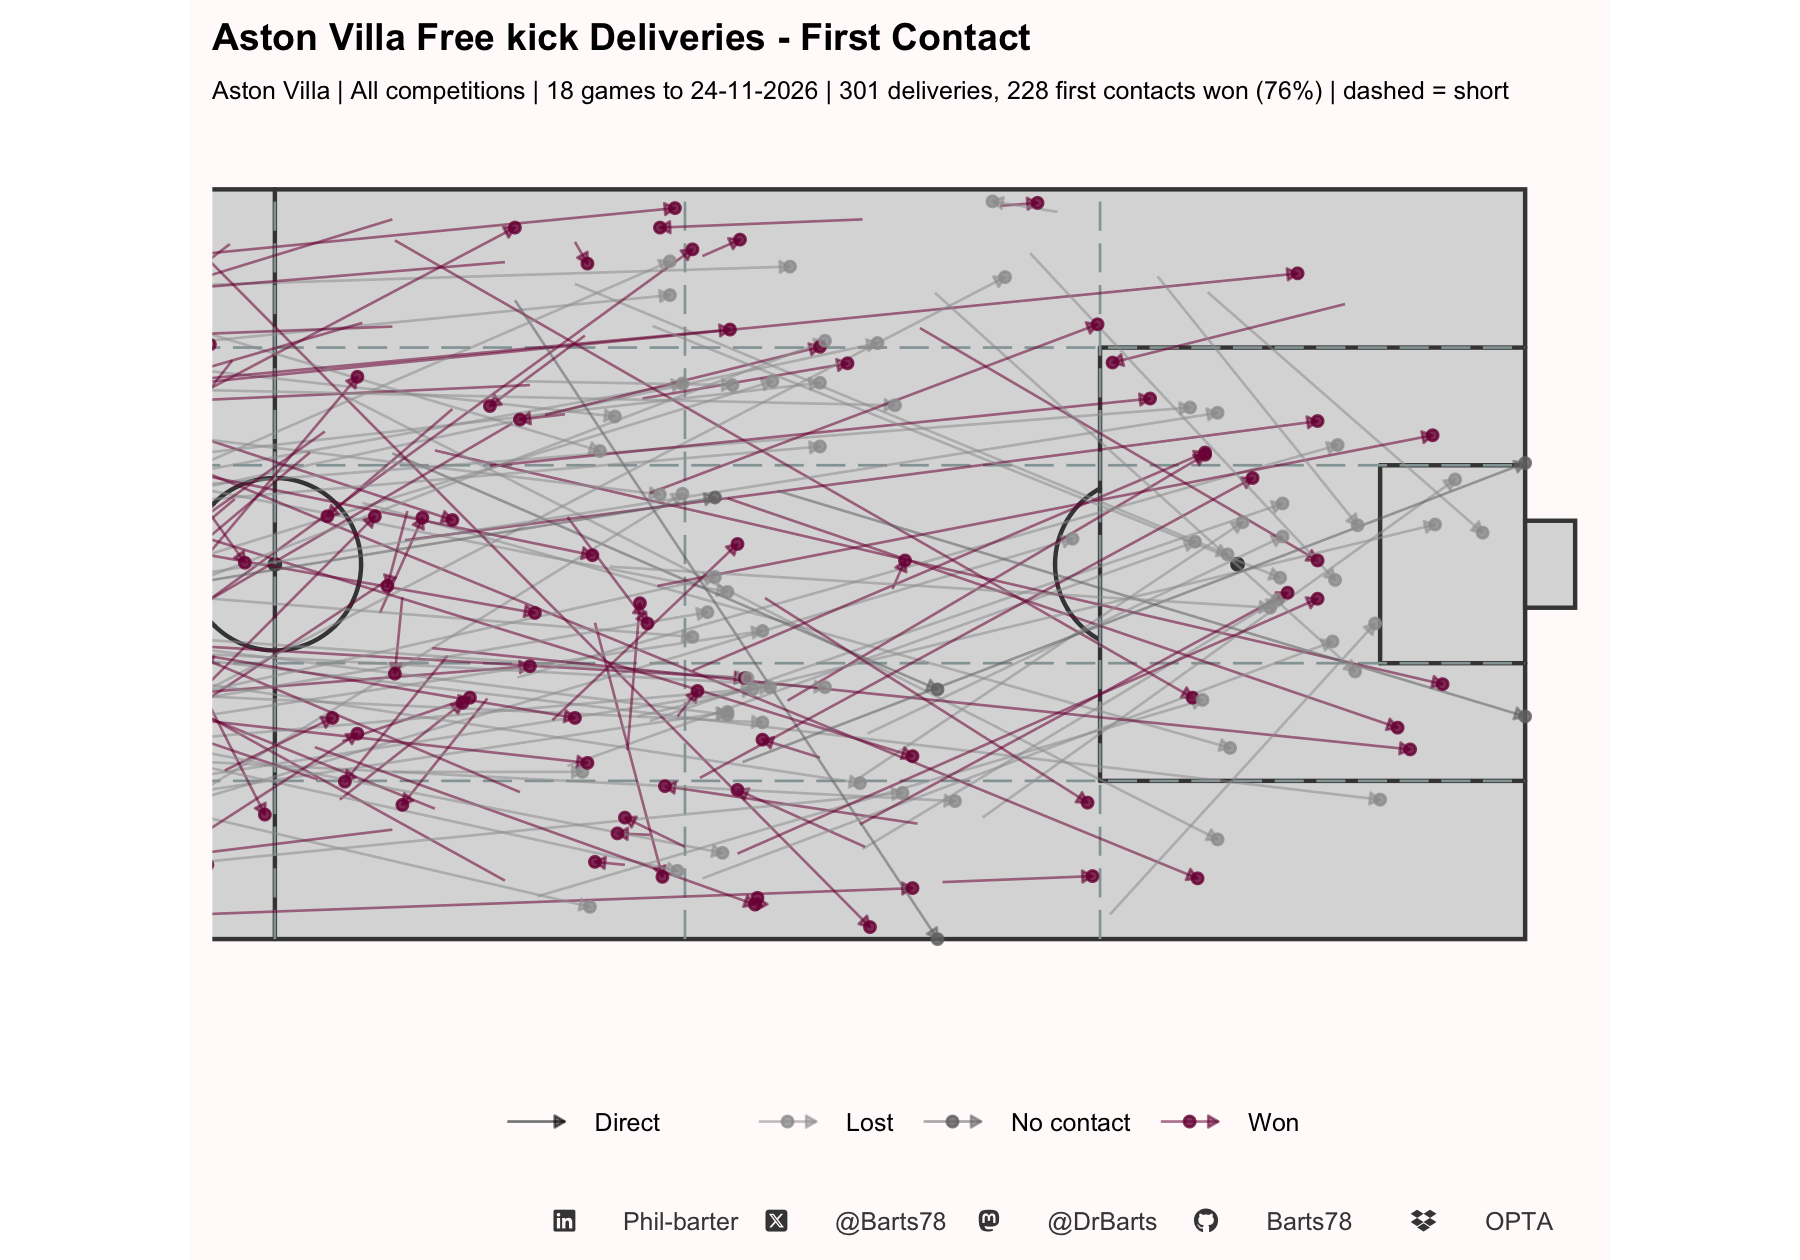 Aston Villa Free kick Deliveries - First Contact
Aston Villa | All competitions | 18 games to 24-11-2026 | 301 deliveries, 228 first contacts won (76%) | dashed = short
Direct Lost No contact Won
Phil-barter @Barts78 @DrBarts Barts78 OPTA